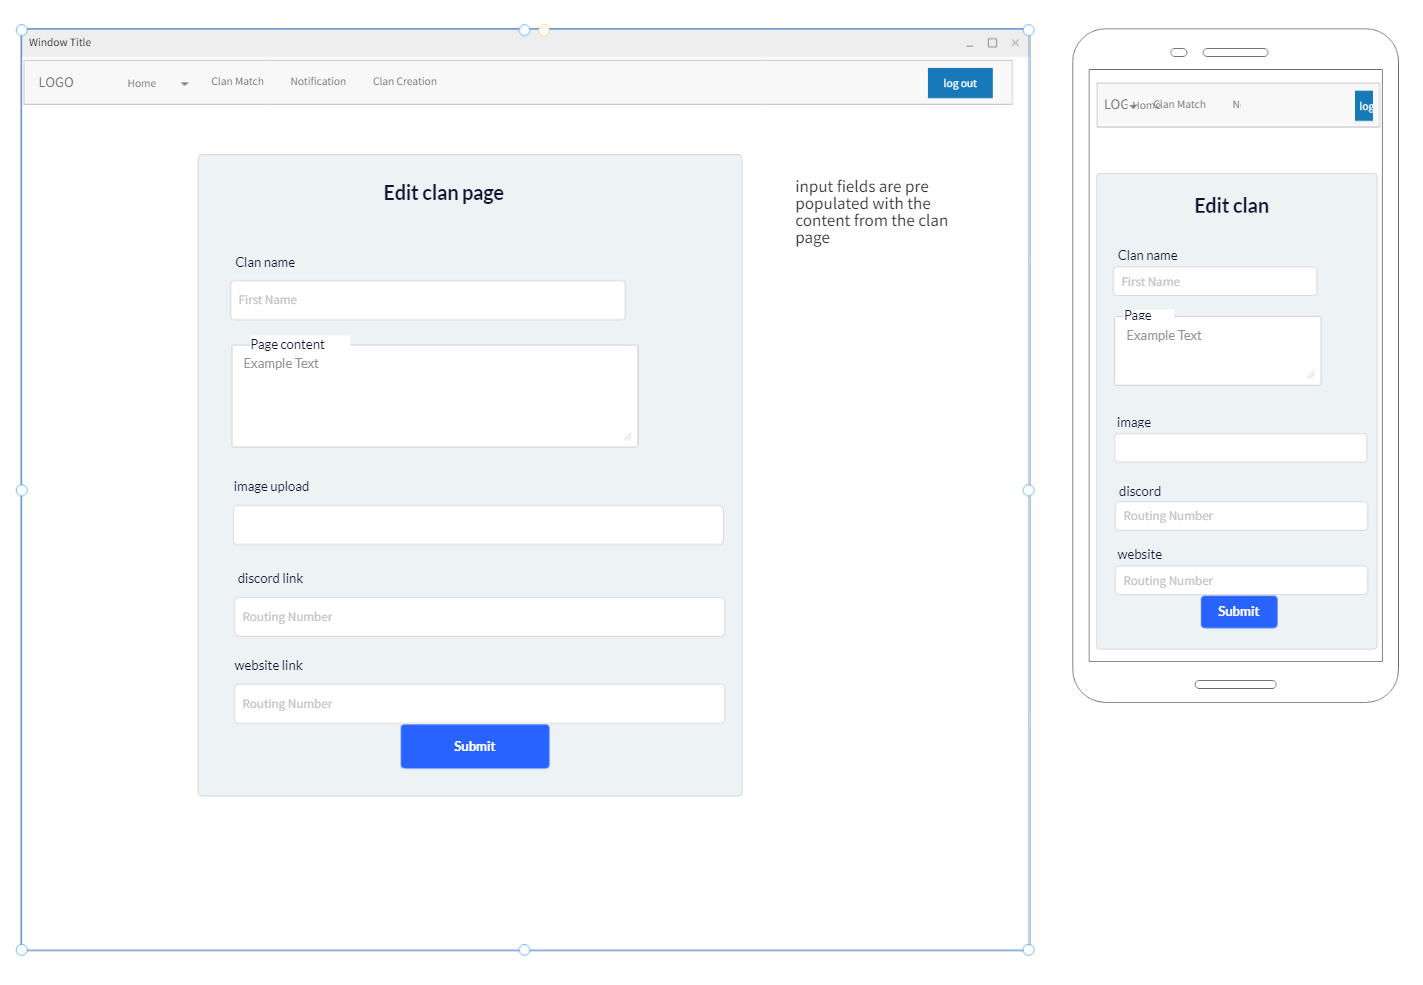 Window Title
LOGO Home Clan Match Notification Clan Creation log out
Edit clan page
Clan name
First Name
Page content
Example Text
image upload
discord link
Routing Number
website link
Routing Number
Submit
input fields are pre
populated with the
content from the clan
page
LOG Home Clan Match N log
Edit clan
Clan name
First Name
Page
Example Text
image
discord
Routing Number
website
Routing Number
Submit